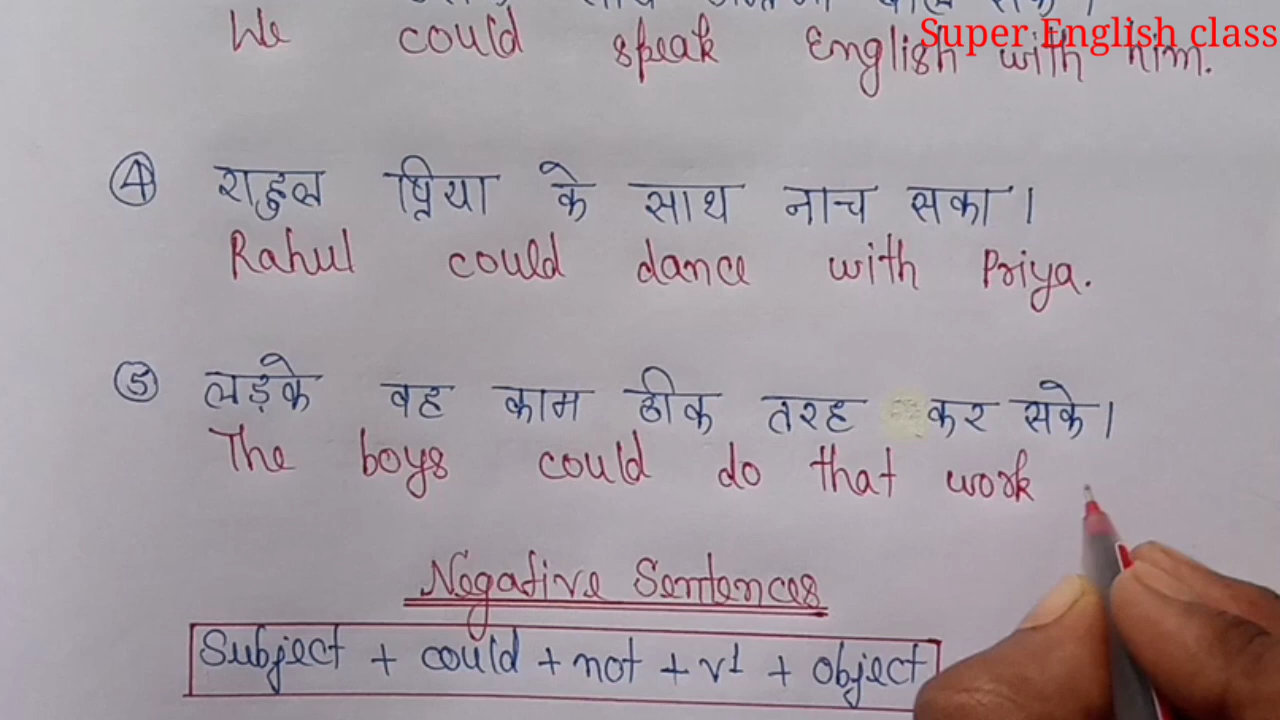 We could speak English with him.
Super English class
④ राहुल प्रिया के साथ नाच सका।
Rahul could dance with Priya.
⑤ लड़के वह काम ठीक तरह कर सके।
The boys could do that work
Negative Sentences
Subject + could + not + v1 + object